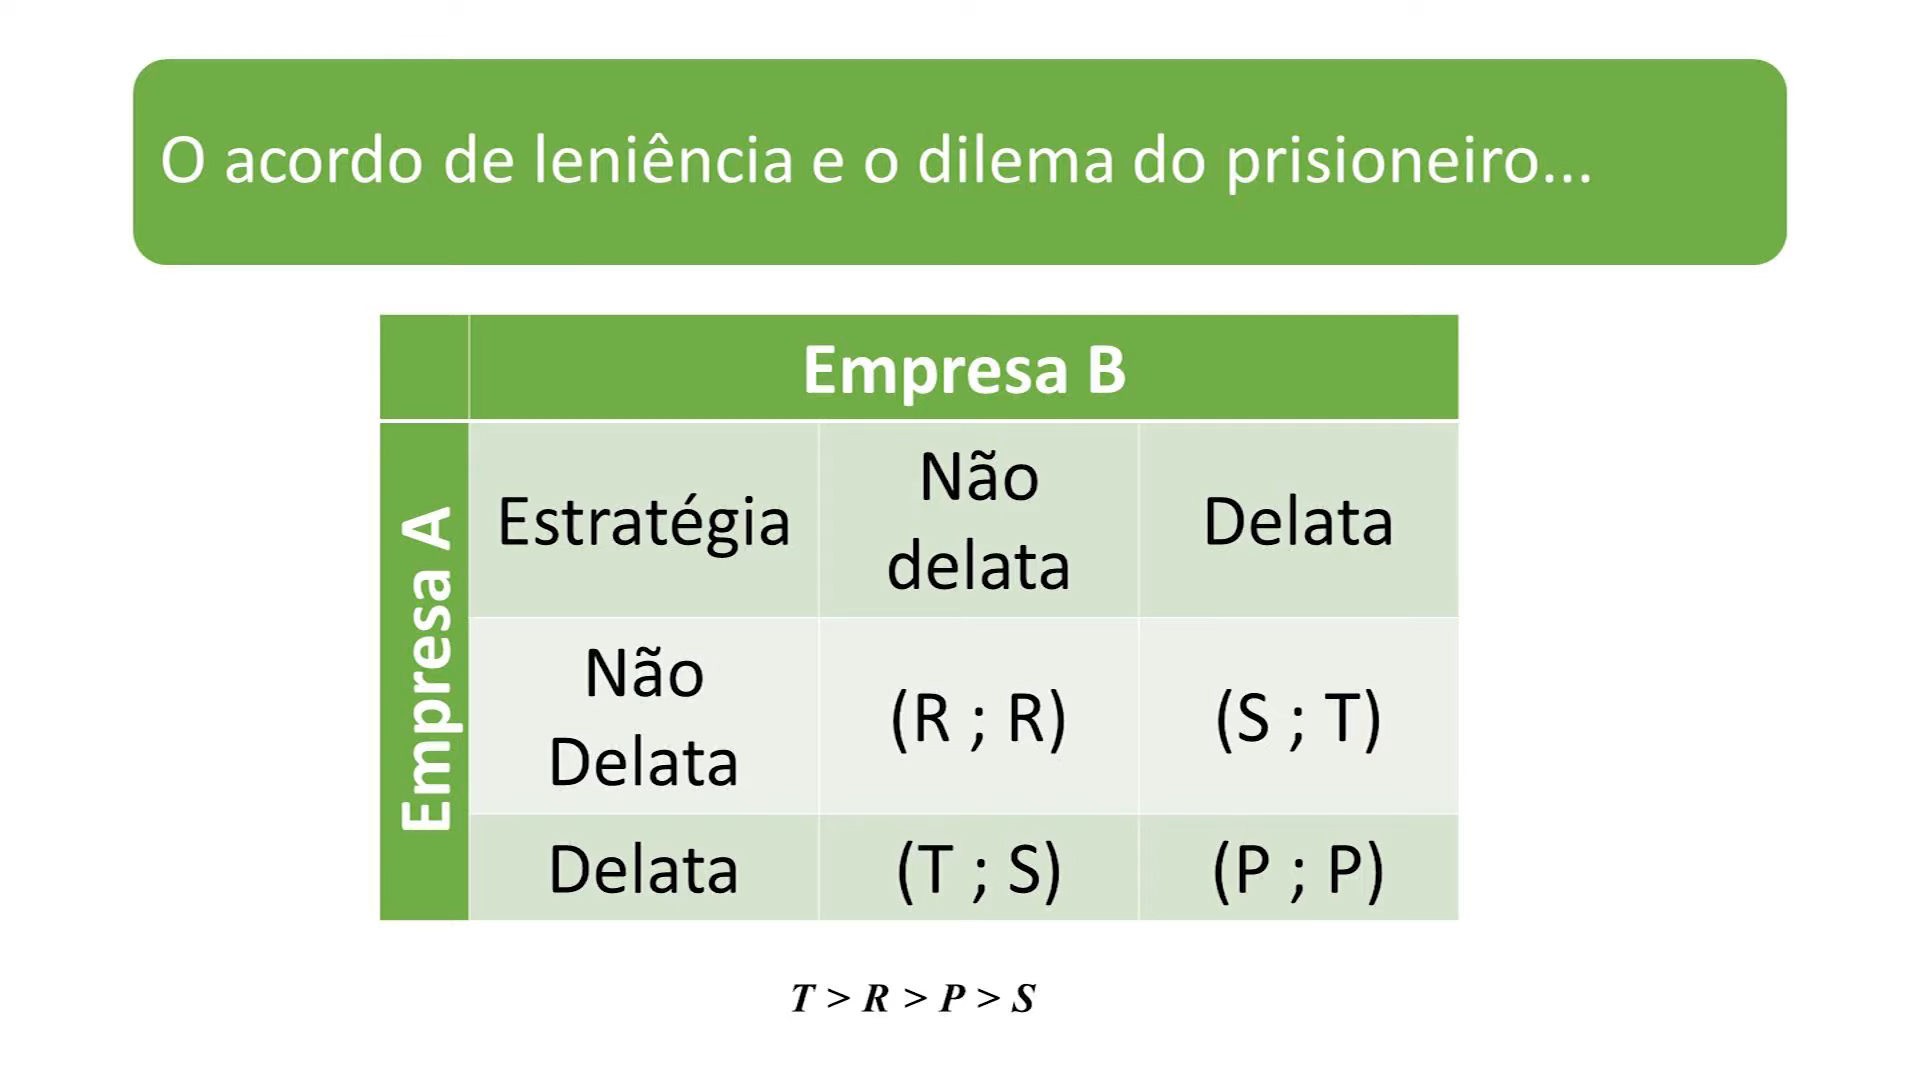 O acordo de leniência e o dilema do prisioneiro...
Empresa B
Empresa A
Estratégia
Não
delata
Delata
Não
Delata
(R ; R)
(S ; T)
Delata
(T ; S)
(P ; P)
T > R > P > S